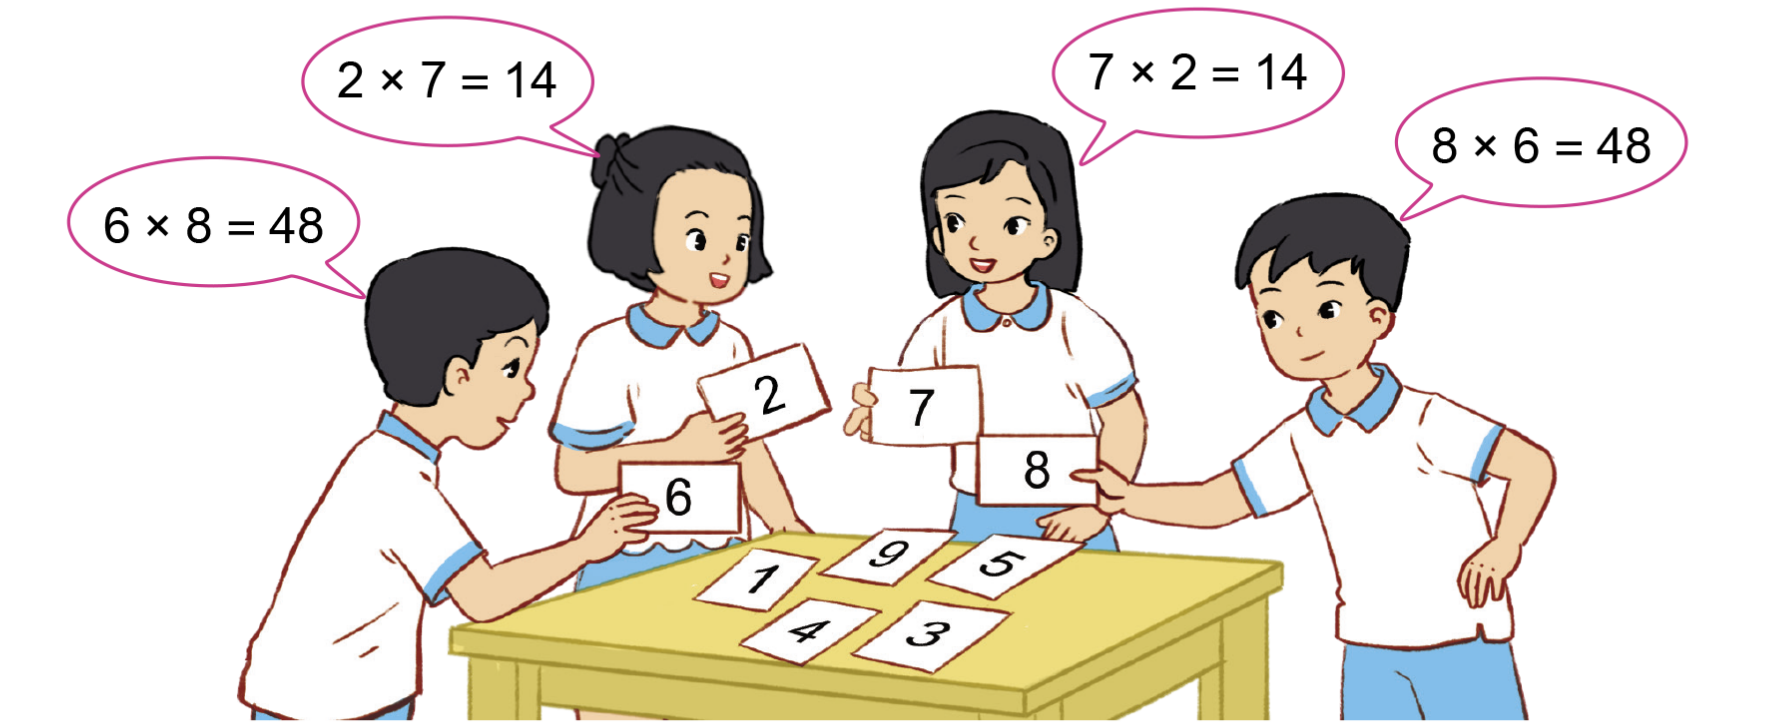 2 × 7 = 14
7 × 2 = 14
8 × 6 = 48
6 × 8 = 48
2
7
8
6
9
5
1
4
3